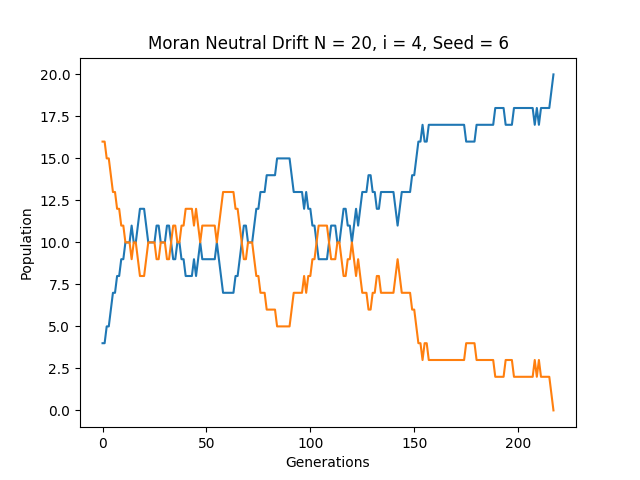 Moran Neutral Drift N = 20, i = 4, Seed = 6
20.0
17.5
15.0
12.5
10.0
7.5
5.0
2.5
0.0
Population
0 50 100 150 200
Generations